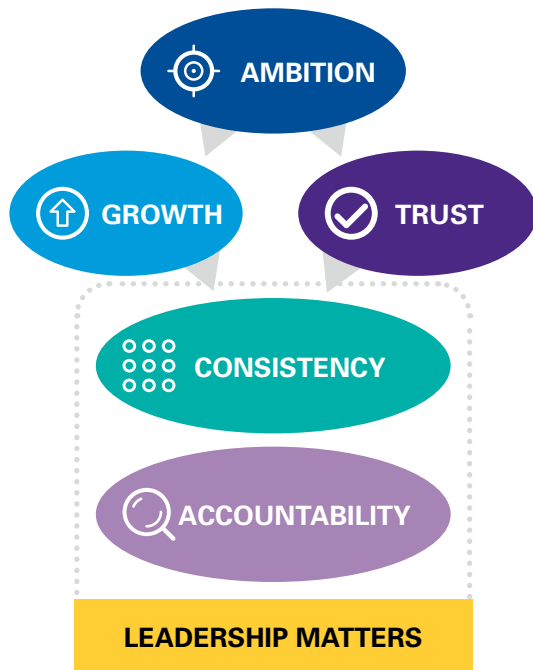 AMBITION
GROWTH
TRUST
CONSISTENCY
ACCOUNTABILITY
LEADERSHIP MATTERS